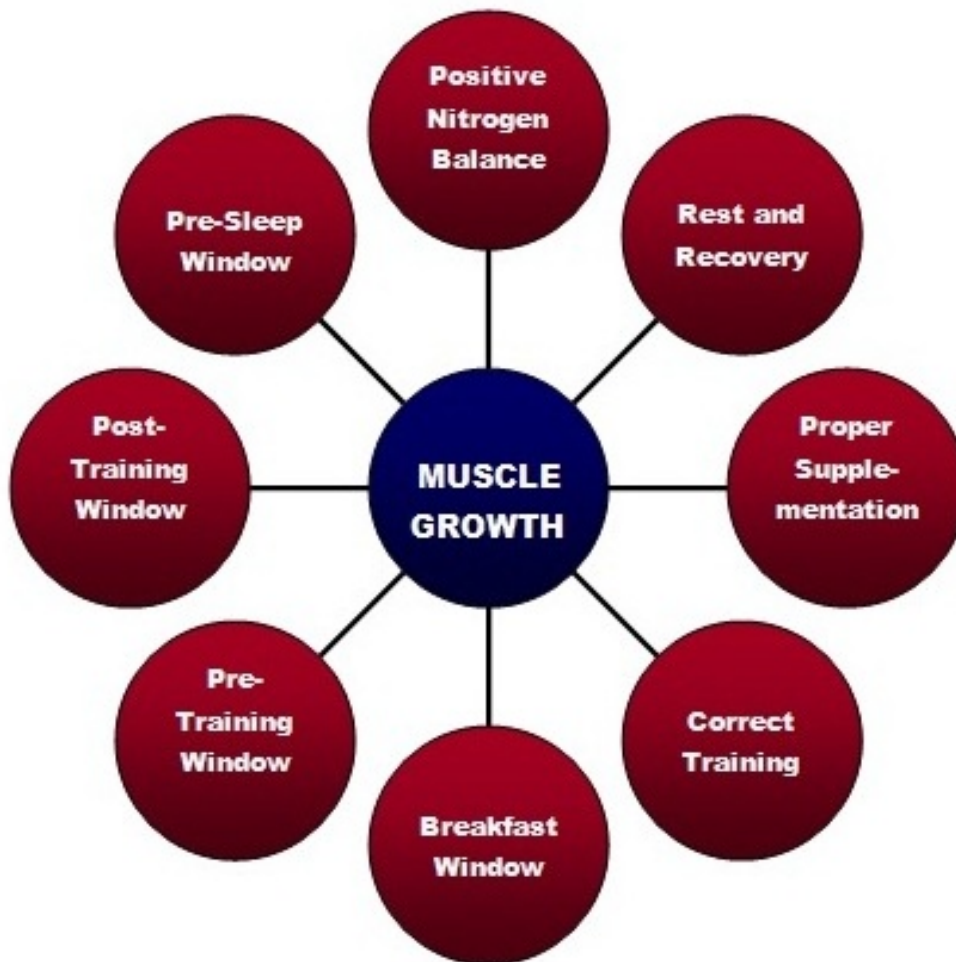 Positive
Nitrogen
Balance
Rest and
Recovery
Proper
Supple-
mentation
Correct
Training
Breakfast
Window
Pre-
Training
Window
Post-
Training
Window
Pre-Sleep
Window
MUSCLE
GROWTH